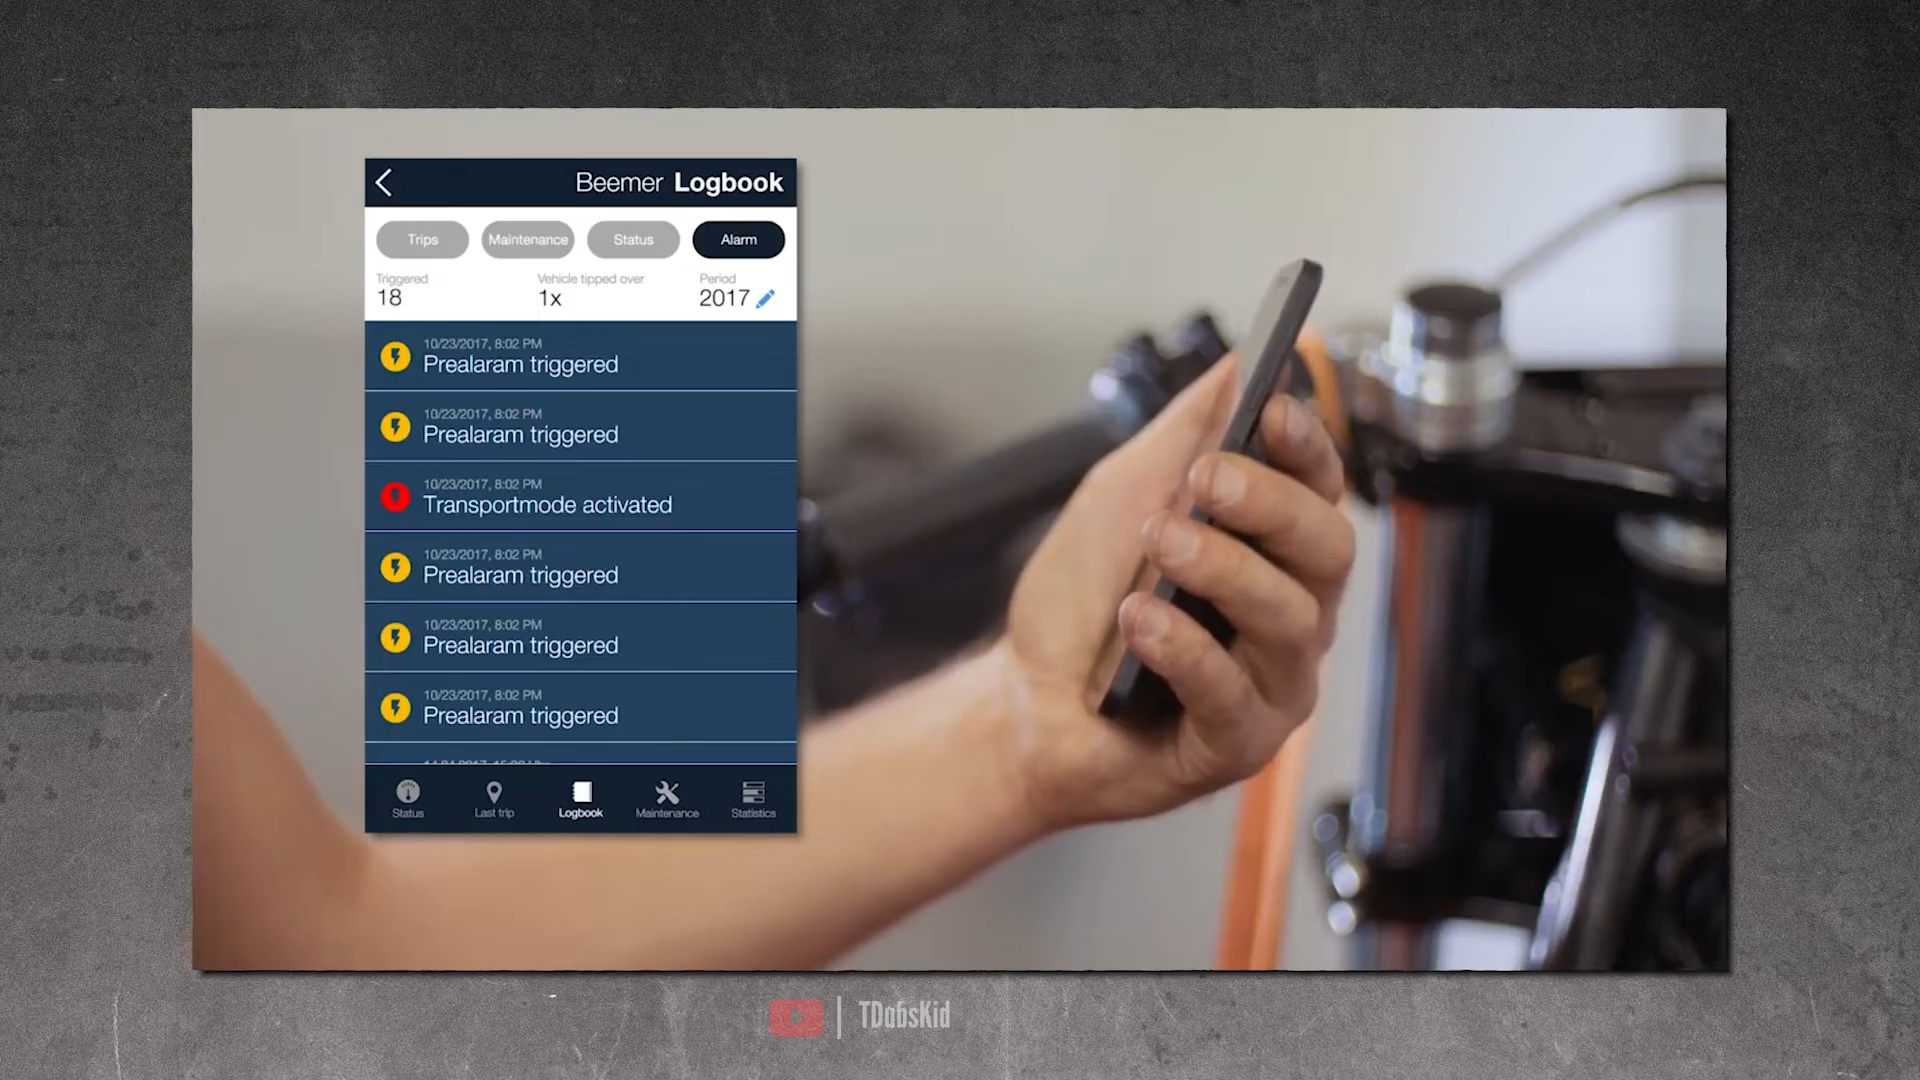 Beemer Logbook
Trips Maintenance Status Alarm
Triggered Vehicle tipped over Period
18 1x 2017
10/23/2017, 8:02 PM
Prealaram triggered
10/23/2017, 8:02 PM
Prealaram triggered
10/23/2017, 8:02 PM
Transportmode activated
10/23/2017, 8:02 PM
Prealaram triggered
10/23/2017, 8:02 PM
Prealaram triggered
10/23/2017, 8:02 PM
Prealaram triggered
Status Last trip Logbook Maintenance Statistics
TDabsKid